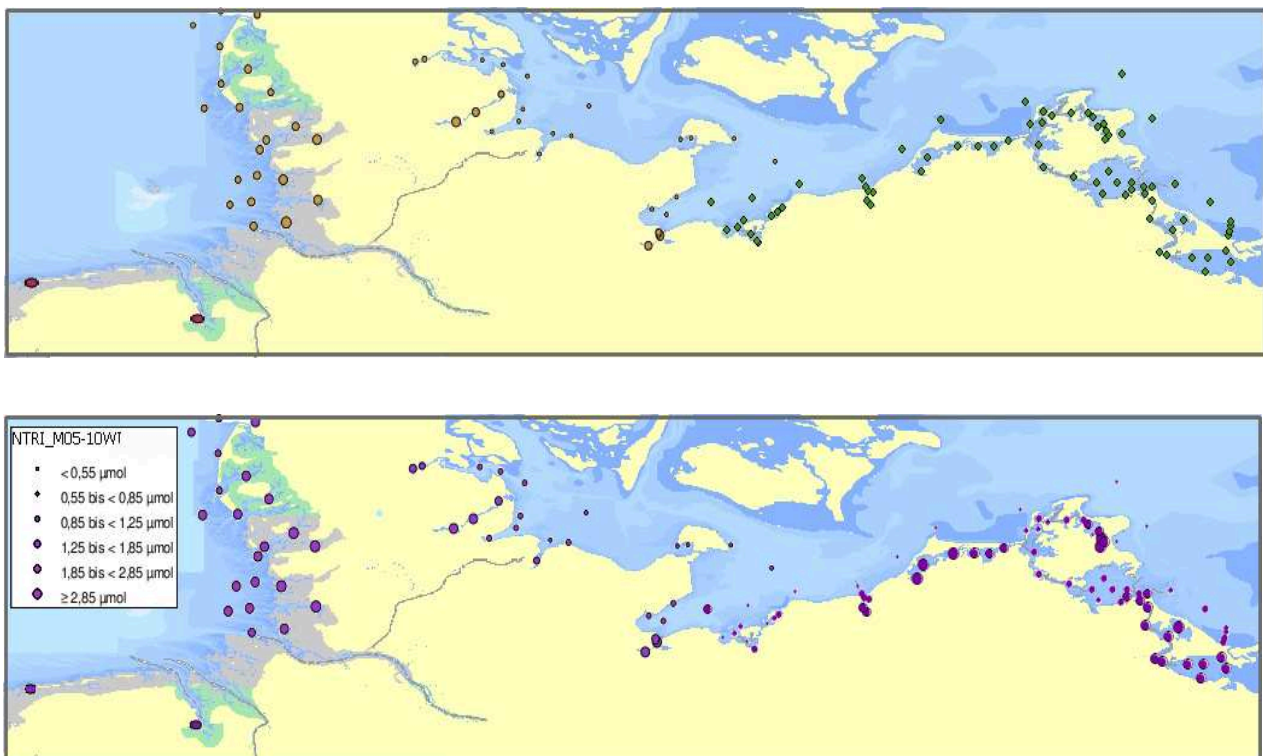 NTRI_M05-10WT
< 0,55 µmol
0,55 bis < 0,85 µmol
0,85 bis < 1,25 µmol
1,25 bis < 1,85 µmol
1,85 bis < 2,85 µmol
≥ 2,85 µmol